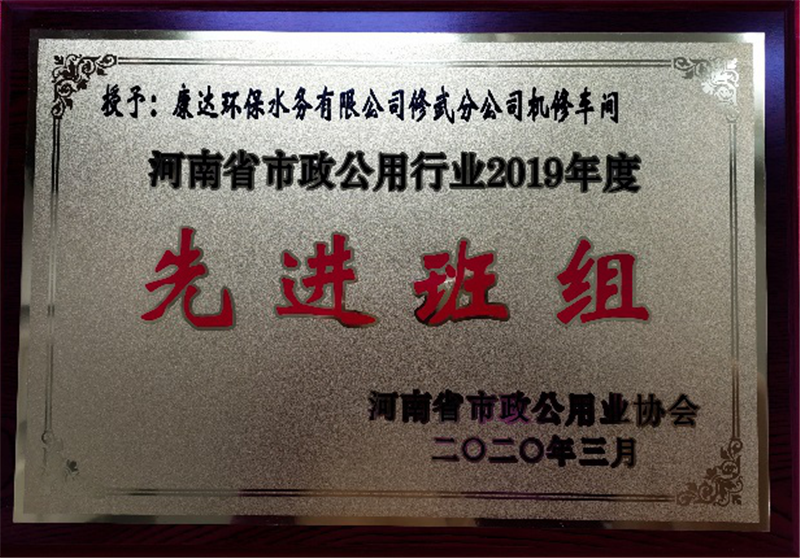 授予：康达环保水务有限公司修武分公司机修车间
河南省市政公用行业2019年度
先进班组
河南省市政公用业协会
二〇二〇年三月